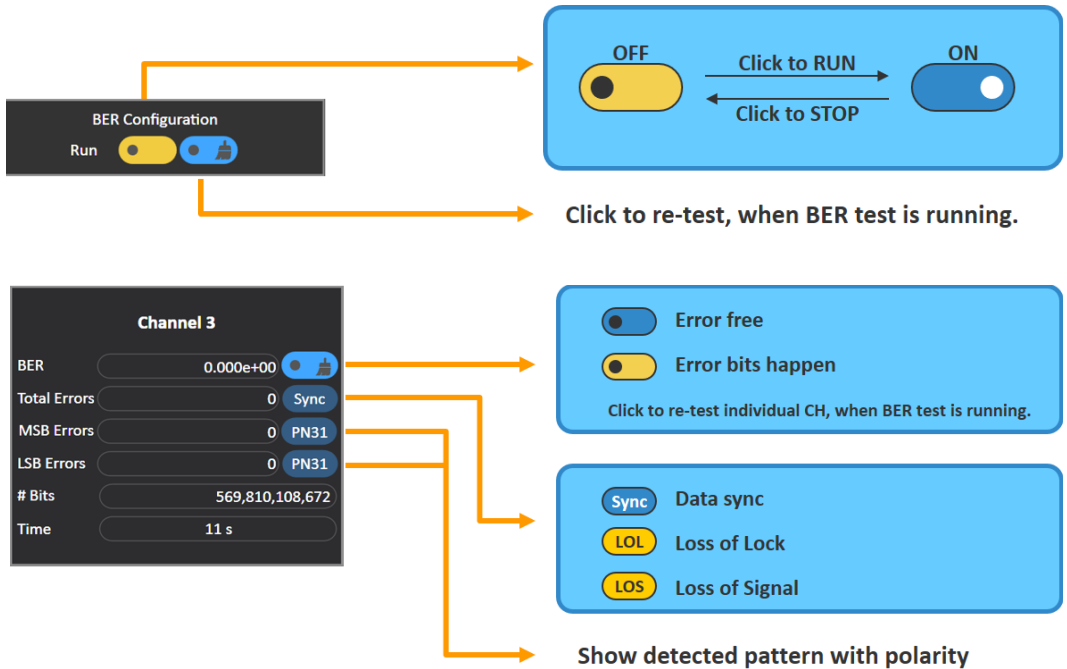 OFF
ON
Click to RUN
Click to STOP
BER Configuration
Run
Click to re-test, when BER test is running.
Channel 3
BER 0.000e+00
Total Errors 0 Sync
MSB Errors 0 PN31
LSB Errors 0 PN31
# Bits 569,810,108,672
Time 11 s
Error free
Error bits happen
Click to re-test individual CH, when BER test is running.
Sync Data sync
LOL Loss of Lock
LOS Loss of Signal
Show detected pattern with polarity